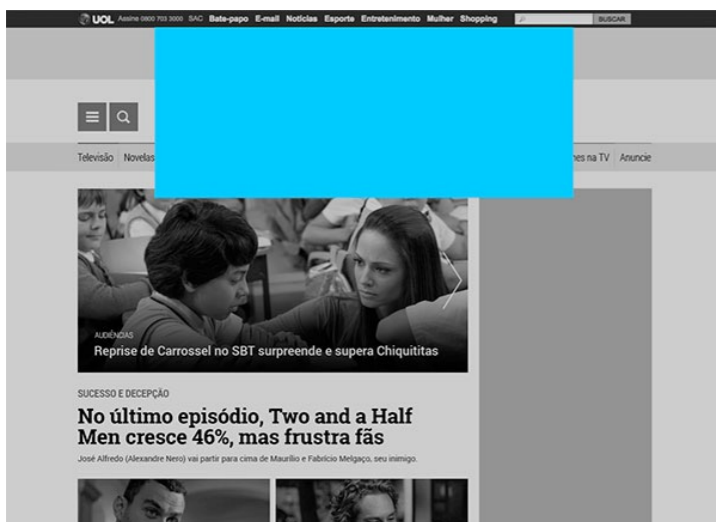 UOL Assine 0800 703 3000 SAC Bate-papo E-mail Notícias Esporte Entretenimento Mulher Shopping BUSCAR
Televisão Novelas na TV Anuncie
AUDIÊNCIAS
Reprise de Carrossel no SBT surpreende e supera Chiquititas
SUCESSO E DECEPÇÃO
No último episódio, Two and a Half
Men cresce 46%, mas frustra fãs
José Alfredo (Alexandre Nero) vai partir para cima de Maurílio e Fabrício Melgaço, seu inimigo.